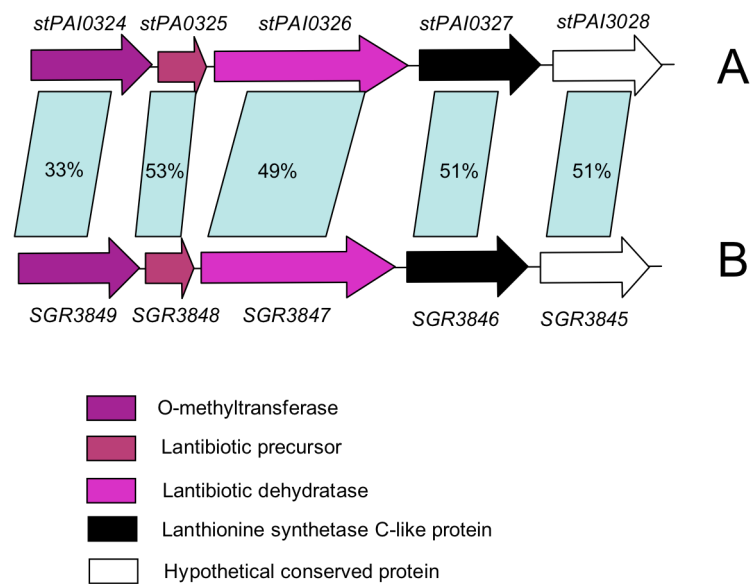 stPAI0324 stPA0325 stPAI0326 stPAI0327 stPAI3028
A
33% 53% 49% 51% 51%
B
SGR3849 SGR3848 SGR3847 SGR3846 SGR3845
O-methyltransferase
Lantibiotic precursor
Lantibiotic dehydratase
Lanthionine synthetase C-like protein
Hypothetical conserved protein